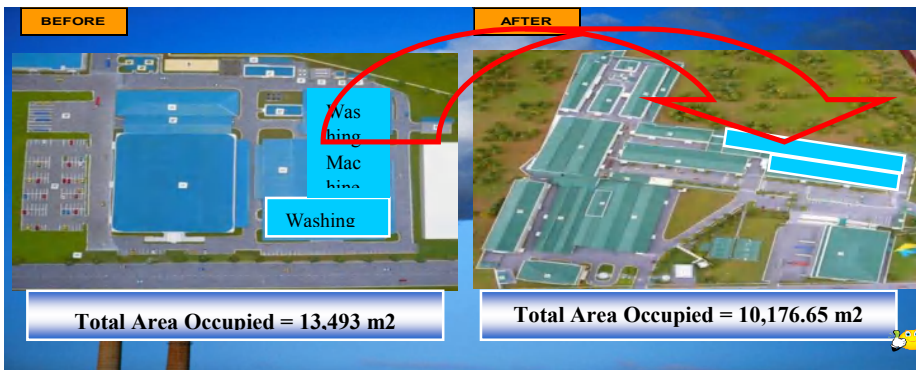 BEFORE
AFTER
Was
hing
Mac
hine
Washing
Total Area Occupied = 13,493 m2
Total Area Occupied = 10,176.65 m2